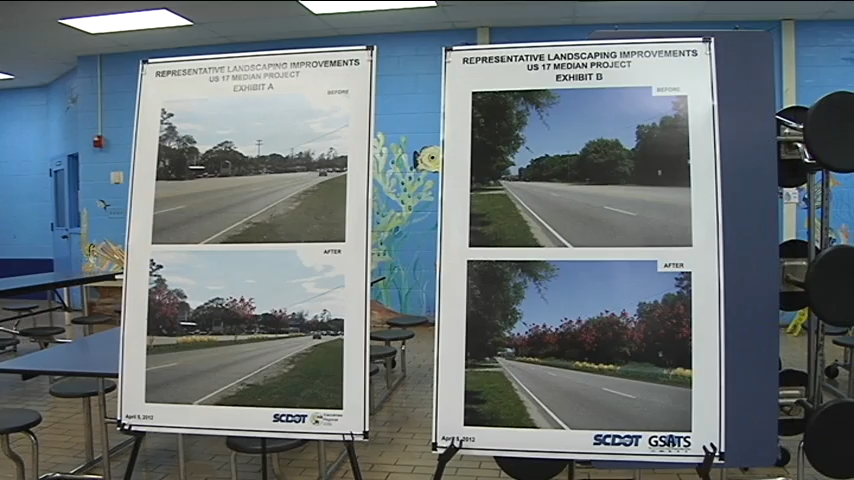 REPRESENTATIVE LANDSCAPING IMPROVEMENTS
US 17 MEDIAN PROJECT
EXHIBIT A
BEFORE
AFTER
April 5, 2012
SCDOT
REPRESENTATIVE LANDSCAPING IMPROVEMENTS
US 17 MEDIAN PROJECT
EXHIBIT B
BEFORE
AFTER
April 5, 2012
SCDOT GSATS